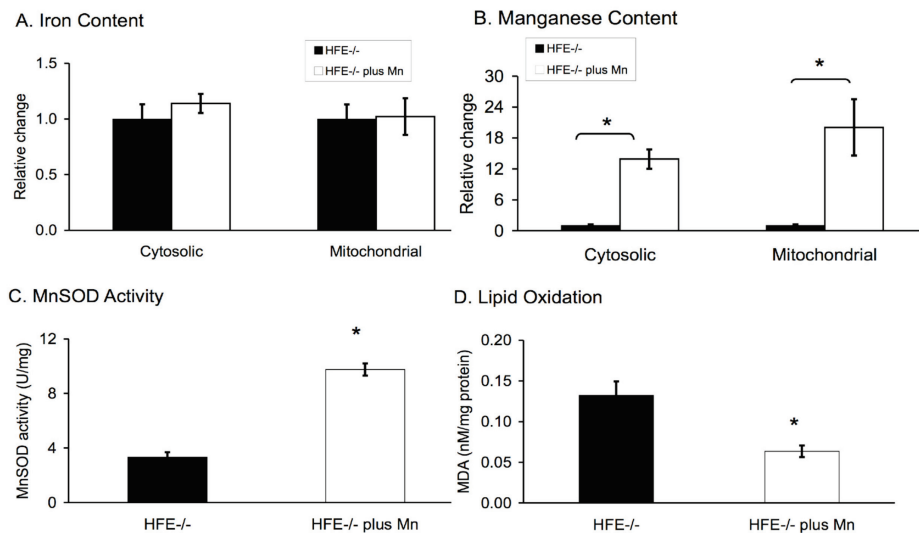 A. Iron Content
HFE-/-
HFE-/- plus Mn
Relative change
1.5
1.0
0.5
0.0
Cytosolic
Mitochondrial
B. Manganese Content
HFE-/-
HFE-/- plus Mn
Relative change
30
24
18
12
6
0
*
*
Cytosolic
Mitochondrial
C. MnSOD Activity
MnSOD activity (U/mg)
12
8
4
0
*
HFE-/-
HFE-/- plus Mn
D. Lipid Oxidation
MDA (nM/mg protein)
0.20
0.15
0.10
0.05
0.00
*
HFE-/-
HFE-/- plus Mn